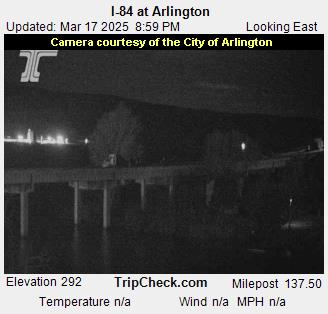 I-84 at Arlington
Updated: Mar 17 2025 8:59 PM Looking East
Camera courtesy of the City of Arlington
Elevation 292 TripCheck.com Milepost 137.50
Temperature n/a Wind n/a MPH n/a